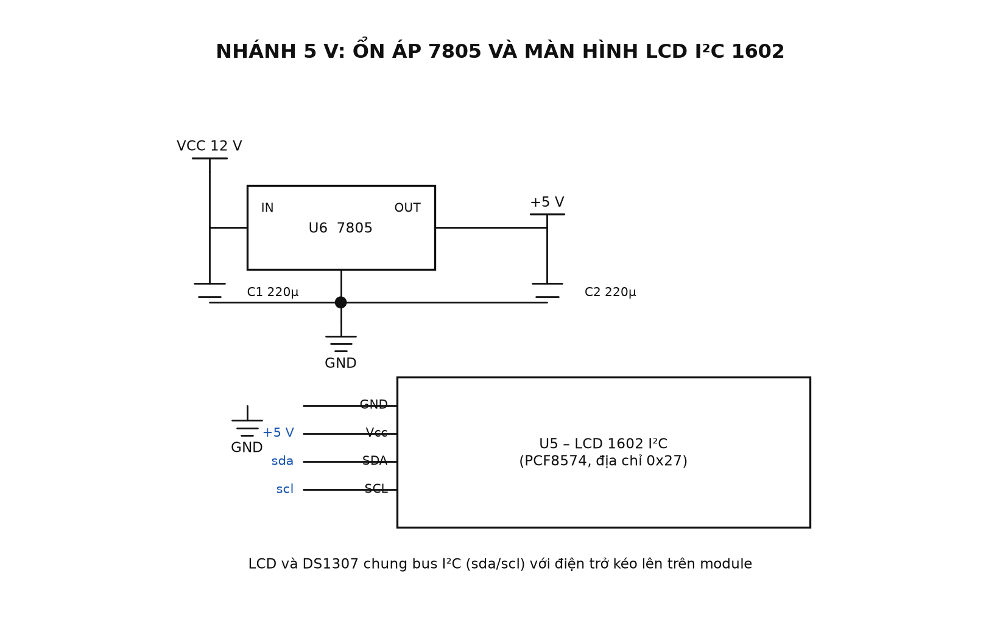 NHÁNH 5 V: ỔN ÁP 7805 VÀ MÀN HÌNH LCD I²C 1602
VCC 12 V
+5 V
IN
OUT
U6 7805
C1 220µ
C2 220µ
GND
GND
+5 V
Vcc
GND
sda
SDA
scl
SCL
U5 – LCD 1602 I²C
(PCF8574, địa chỉ 0x27)
LCD và DS1307 chung bus I²C (sda/scl) với điện trở kéo lên trên module